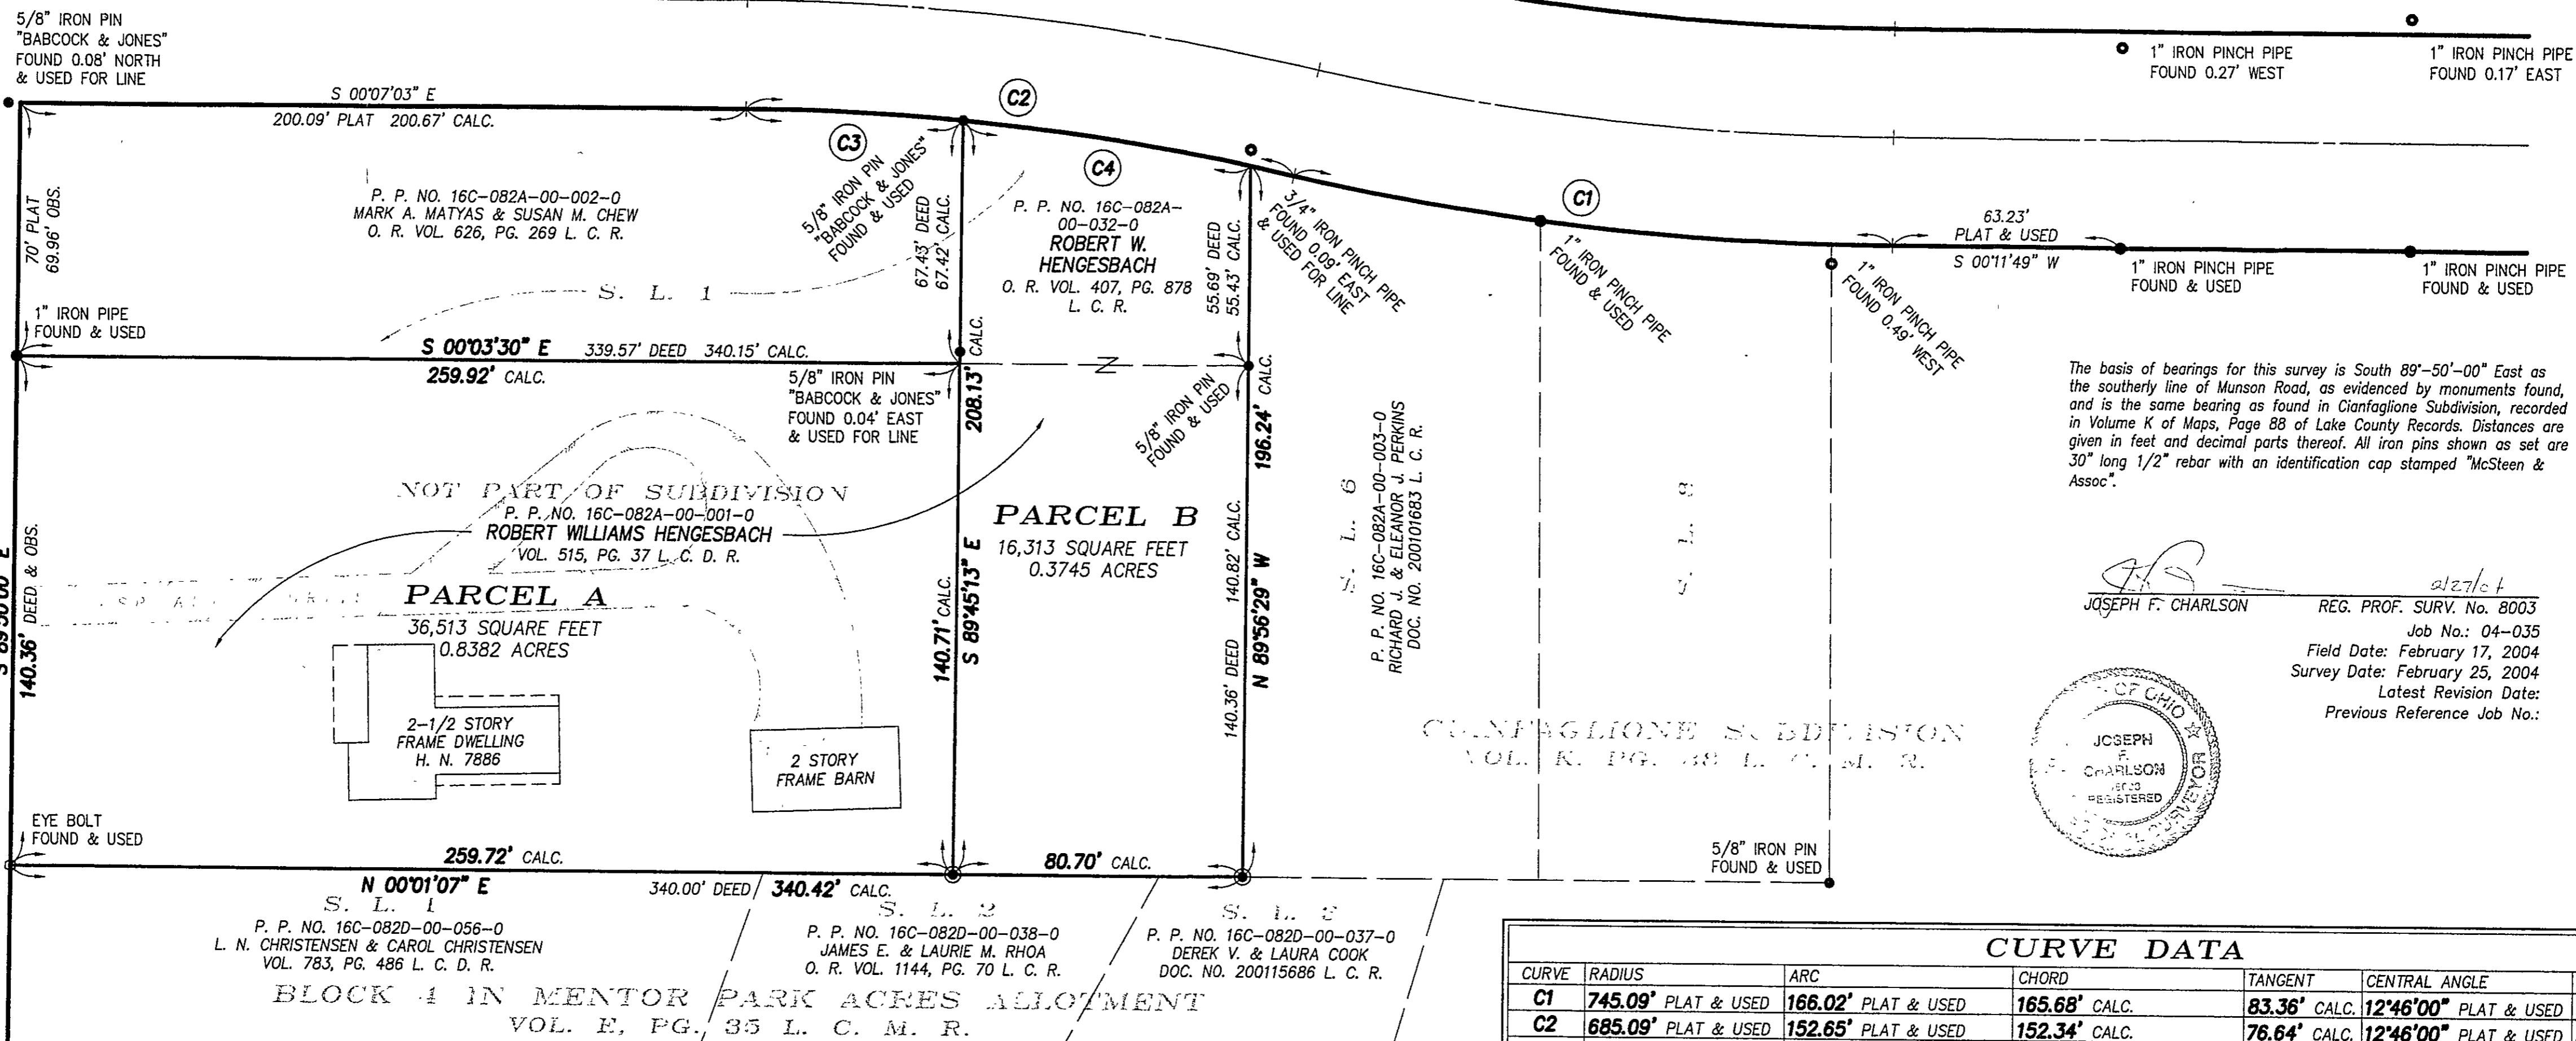 5/8" IRON PIN
"BABCOCK & JONES"
FOUND 0.08' NORTH
& USED FOR LINE
S 00°07'03" E
200.09' PLAT 200.67' CALC.
C2
C3
C4
C1
1" IRON PINCH PIPE
FOUND 0.27' WEST
1" IRON PINCH PIPE
FOUND 0.17' EAST
70' PLAT
69.96' OBS.
P. P. NO. 16C-082A-00-002-0
MARK A. MATYAS & SUSAN M. CHEW
O. R. VOL. 626, PG. 269 L. C. R.
5/8" IRON PIN
"BABCOCK & JONES"
FOUND & USED
67.43' DEED
67.42' CALC.
P. P. NO. 16C-082A-
00-032-0
ROBERT W.
HENGESBACH
O. R. VOL. 407, PG. 878
L. C. R.
55.69' DEED
55.43' CALC.
3/4" IRON PINCH PIPE
FOUND 0.09' EAST
& USED FOR LINE
1" IRON PINCH PIPE
FOUND & USED
63.23'
PLAT & USED
S 00°11'49" W
1" IRON PINCH PIPE
FOUND 0.49' WEST
1" IRON PINCH PIPE
FOUND & USED
1" IRON PINCH PIPE
FOUND & USED
S. L. 1
1" IRON PIPE
FOUND & USED
S 00°03'30" E 339.57' DEED 340.15' CALC.
259.92' CALC.
5/8" IRON PIN
"BABCOCK & JONES"
FOUND 0.04' EAST
& USED FOR LINE
208.13' CALC.
N
5/8" IRON PIN
FOUND & USED
196.24' CALC.
The basis of bearings for this survey is South 89°-50'-00" East as
the southerly line of Munson Road, as evidenced by monuments found,
and is the same bearing as found in Cianfaglione Subdivision, recorded
in Volume K of Maps, Page 88 of Lake County Records. Distances are
given in feet and decimal parts thereof. All iron pins shown as set are
30" long 1/2" rebar with an identification cap stamped "McSteen &
Assoc".
NOT PART OF SUBDIVISION
P. P. NO. 16C-082A-00-001-0
ROBERT WILLIAMS HENGESBACH
VOL. 515, PG. 37 L. C. D. R.
PARCEL A
36,513 SQUARE FEET
0.8382 ACRES
PARCEL B
16,313 SQUARE FEET
0.3745 ACRES
S 89°50'00" E
140.36' DEED & OBS.
140.71' CALC.
S 89°45'13" E
140.36' DEED 140.82' CALC.
N 89°56'29" W
S. L. 6
P. P. NO. 16C-082A-00-003-0
RICHARD J. & ELEANOR J. PERKINS
DOC. NO. 200101683 L. C. R.
S. L.
2-1/2 STORY
FRAME DWELLING
H. N. 7886
2 STORY
FRAME BARN
CIANFAGLIONE SUBDIVISION
VOL. K. PG. 88 L. C. M. R.
JOSEPH F. CHARLSON REG. PROF. SURV. No. 8003
Job No.: 04-035
Field Date: February 17, 2004
Survey Date: February 25, 2004
Latest Revision Date:
Previous Reference Job No.:
OF OHIO
JOSEPH
F.
CHARLSON
REGISTERED
SURVEYOR
EYE BOLT
FOUND & USED
259.72' CALC.
80.70' CALC.
5/8" IRON PIN
FOUND & USED
N 00°01'07" E 340.00' DEED 340.42' CALC.
S. L. 1
P. P. NO. 16C-082D-00-056-0
L. N. CHRISTENSEN & CAROL CHRISTENSEN
VOL. 783, PG. 486 L. C. D. R.
S. L. 2
P. P. NO. 16C-082D-00-038-0
JAMES E. & LAURIE M. RHOA
O. R. VOL. 1144, PG. 70 L. C. R.
S. L. 3
P. P. NO. 16C-082D-00-037-0
DEREK V. & LAURA COOK
DOC. NO. 200115686 L. C. R.
BLOCK 4 IN MENTOR PARK ACRES ALLOTMENT
VOL. E, PG. 35 L. C. M. R.
CURVE DATA
CURVE RADIUS ARC CHORD TANGENT CENTRAL ANGLE
C1 745.09' PLAT & USED 166.02' PLAT & USED 165.68' CALC. 83.36' CALC. 12°46'00" PLAT & USED
C2 685.09' PLAT & USED 152.65' PLAT & USED 152.34' CALC. 76.64' CALC. 12°46'00" PLAT & USED